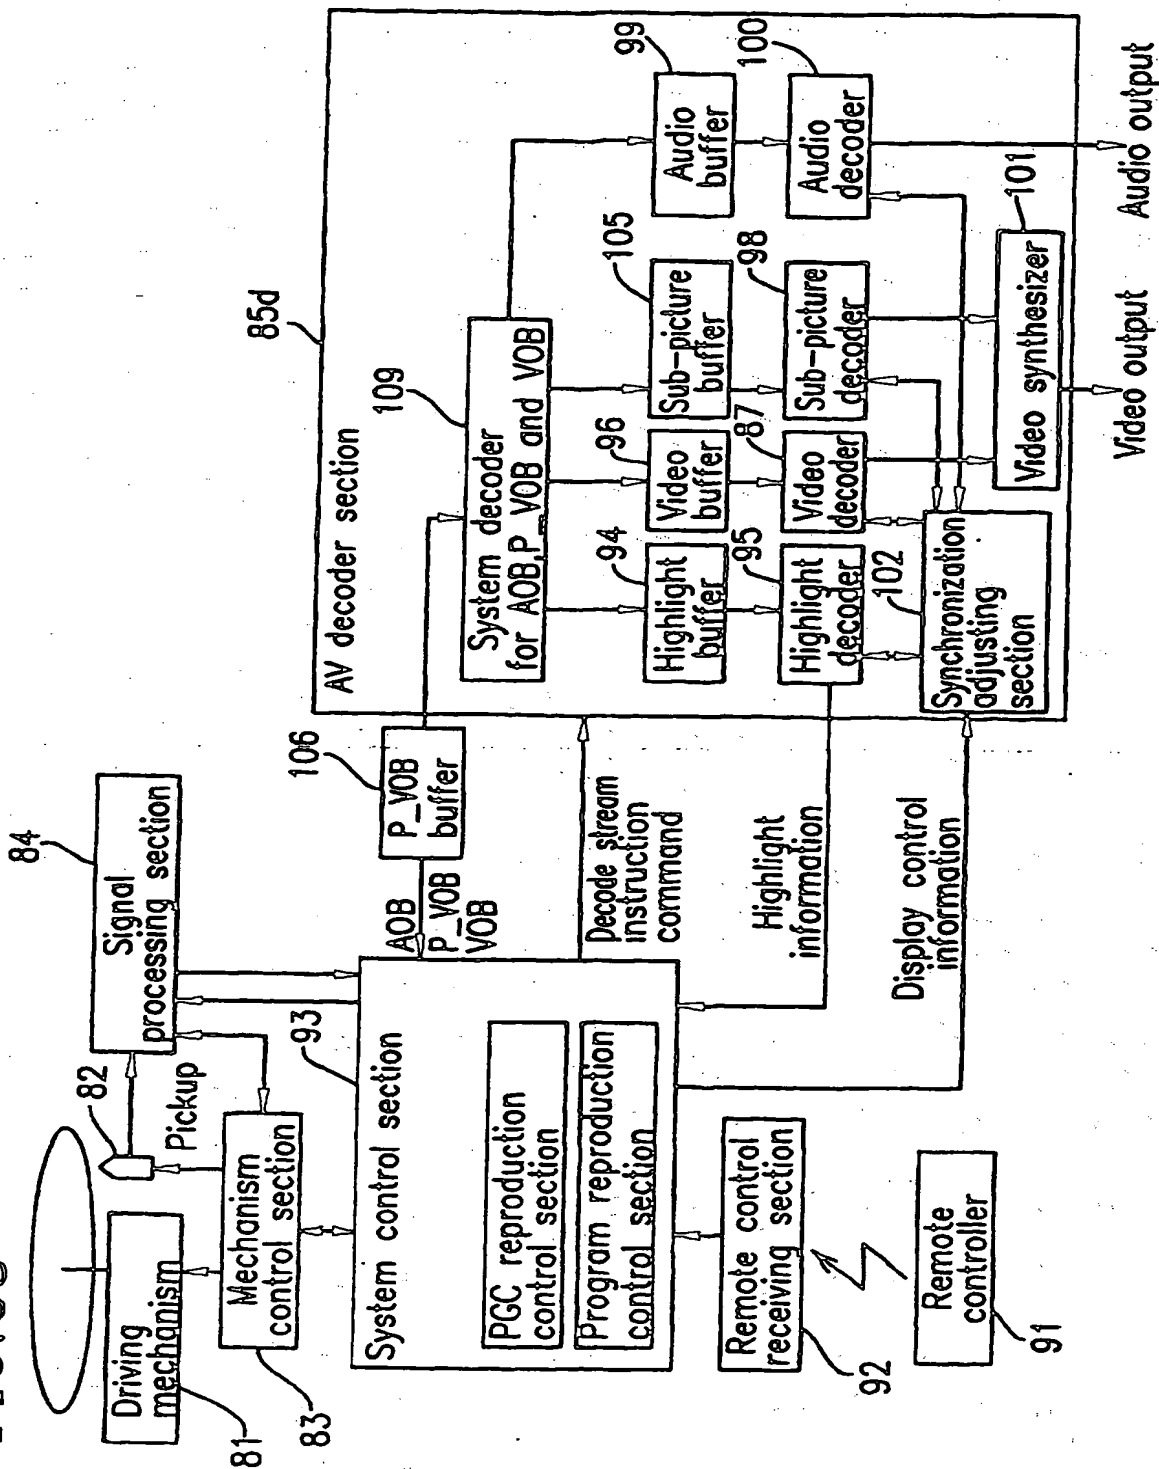 81
Driving
mechanism
82
Pickup
83
Mechanism
control section
84
Signal
processing section
93
System control section
PGC reproduction
control section
Program reproduction
control section
92
Remote control
receiving section
91
Remote
controller
106
P_VOB
buffer
AOB
P_VOB
VOB
Decode stream
instruction
command
Highlight
information
Display control
information
85d
AV decoder section
109
System decoder
for AOB,P_VOB and VOB
94
Highlight
buffer
96
Video buffer
105
Sub-picture
buffer
99
Audio
buffer
95
Highlight
decoder
87
Video
decoder
98
Sub-picture
decoder
100
Audio
decoder
102
Synchronization
adjusting
section
101
Video synthesizer
Video output
Audio output